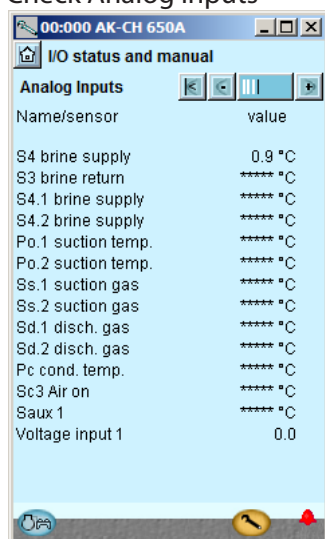 Check Analog Inputs
00:000 AK-CH 650A
I/O status and manual
Analog Inputs
Name/sensor value
S4 brine supply 0.9 °C
S3 brine return ***** °C
S4.1 brine supply ***** °C
S4.2 brine supply ***** °C
Po.1 suction temp. ***** °C
Po.2 suction temp. ***** °C
Ss.1 suction gas ***** °C
Ss.2 suction gas ***** °C
Sd.1 disch. gas ***** °C
Sd.2 disch. gas ***** °C
Pc cond. temp. ***** °C
Sc3 Air on ***** °C
Saux 1 ***** °C
Voltage input 1 0.0